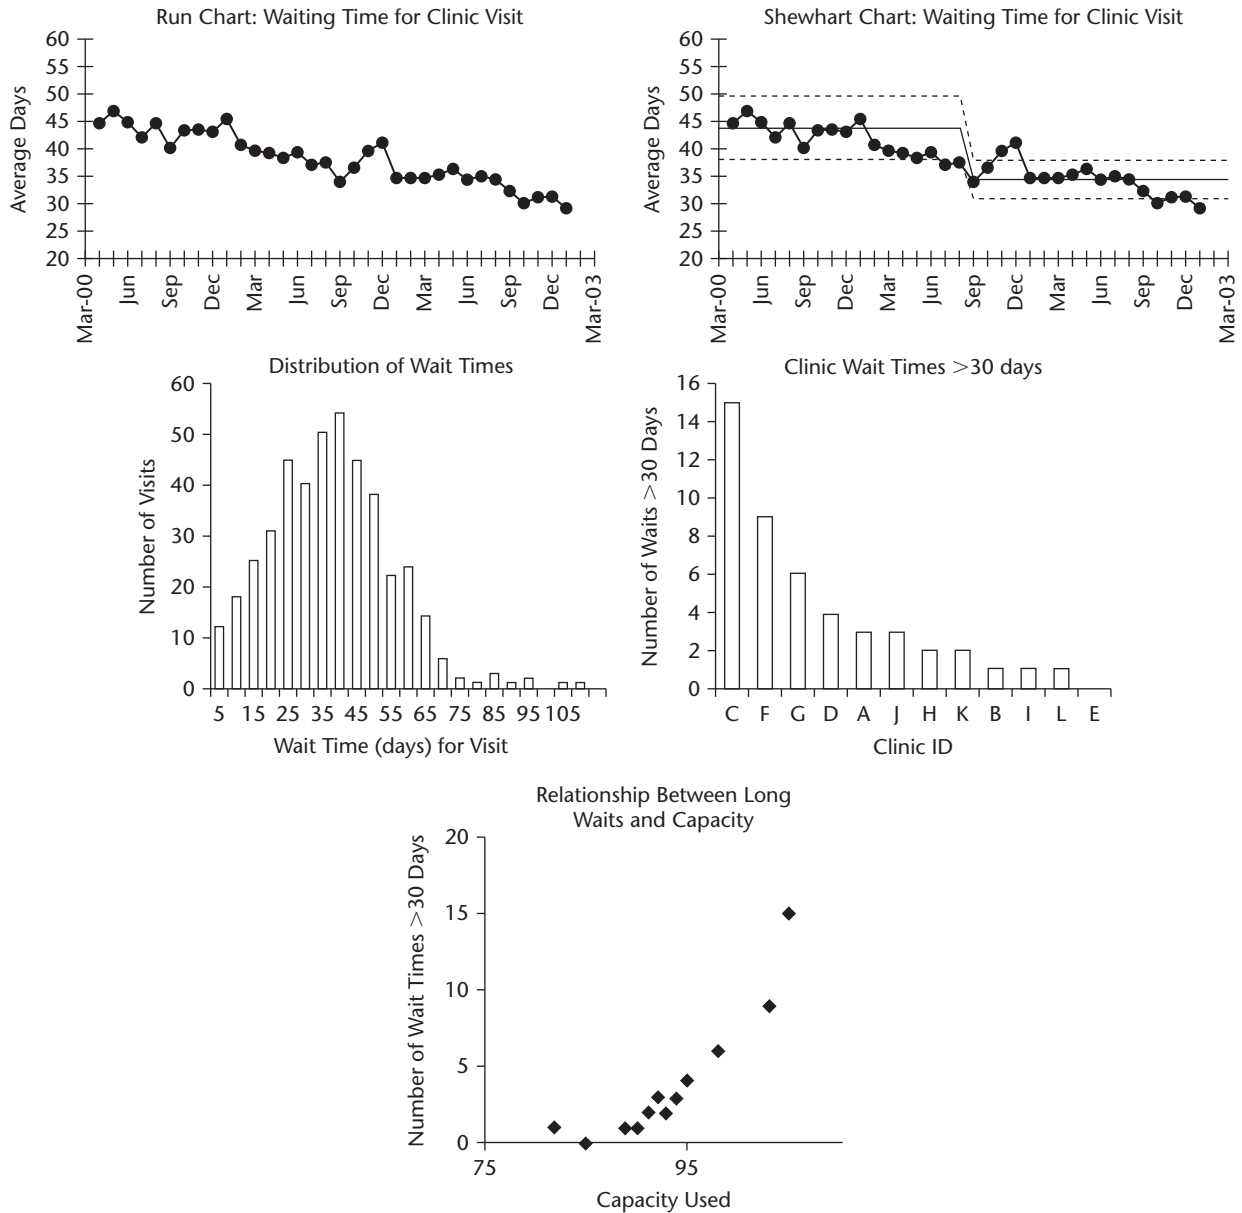 Run Chart: Waiting Time for Clinic Visit
Average Days
60
55
50
45
40
35
30
25
20
Mar-00 Jun Sep Dec Mar Jun Sep Dec Mar Jun Sep Dec Mar-03
Shewhart Chart: Waiting Time for Clinic Visit
Average Days
60
55
50
45
40
35
30
25
20
Mar-00 Jun Sep Dec Mar Jun Sep Dec Mar Jun Sep Dec Mar-03
Distribution of Wait Times
Number of Visits
60
50
40
30
20
10
0
5 15 25 35 45 55 65 75 85 95 105
Wait Time (days) for Visit
Clinic Wait Times >30 days
Number of Waits >30 Days
16
14
12
10
8
6
4
2
0
C F G D A J H K B I L E
Clinic ID
Relationship Between Long
Waits and Capacity
Number of Wait Times >30 Days
20
15
10
5
0
75 95
Capacity Used